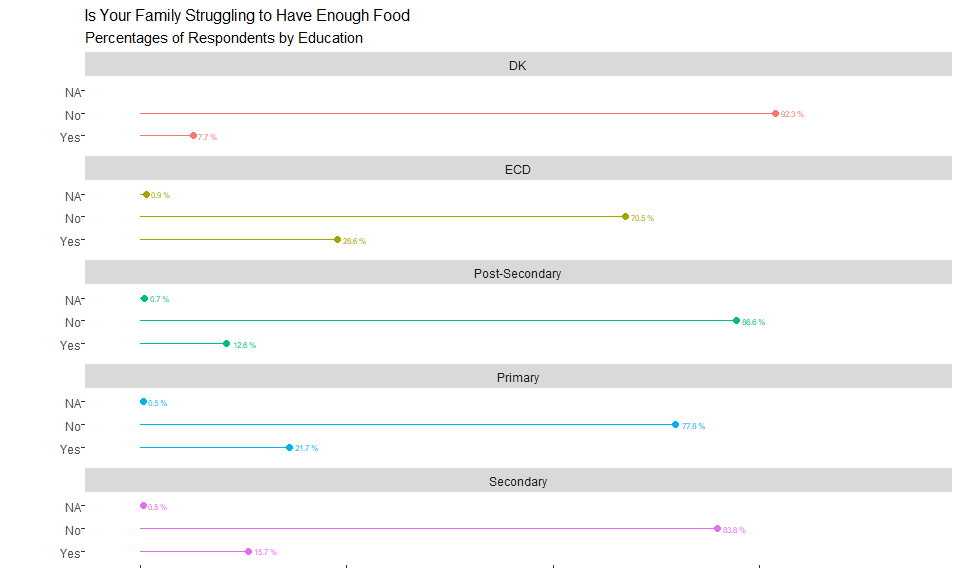 Is Your Family Struggling to Have Enough Food
Percentages of Respondents by Education
DK
NA
No 92.3 %
Yes 7.7 %
ECD
NA 0.9 %
No 70.5 %
Yes 28.6 %
Post-Secondary
NA 0.7 %
No 86.6 %
Yes 12.6 %
Primary
NA 0.5 %
No 77.8 %
Yes 21.7 %
Secondary
NA 0.5 %
No 83.8 %
Yes 15.7 %